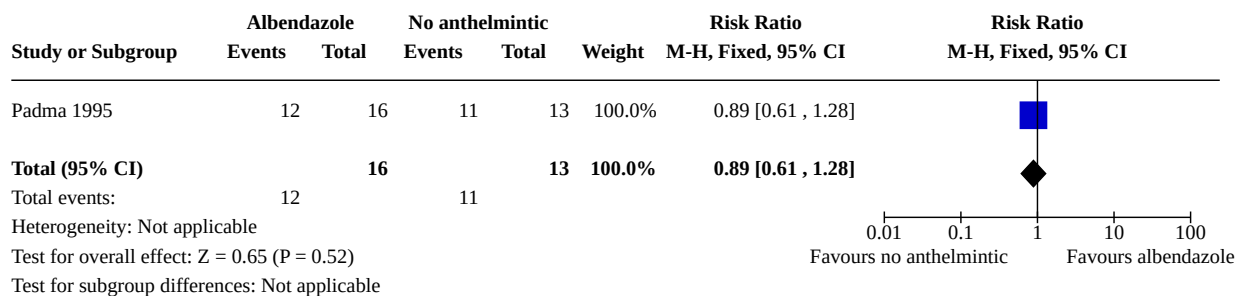 Albendazole No anthelmintic Risk Ratio Risk Ratio
Study or Subgroup Events Total Events Total Weight M-H, Fixed, 95% CI M-H, Fixed, 95% CI
Padma 1995 12 16 11 13 100.0% 0.89 [0.61 , 1.28]
Total (95% CI) 16 13 100.0% 0.89 [0.61 , 1.28]
Total events: 12 11
Heterogeneity: Not applicable
0.01 0.1 1 10 100
Test for overall effect: Z = 0.65 (P = 0.52) Favours no anthelmintic Favours albendazole
Test for subgroup differences: Not applicable